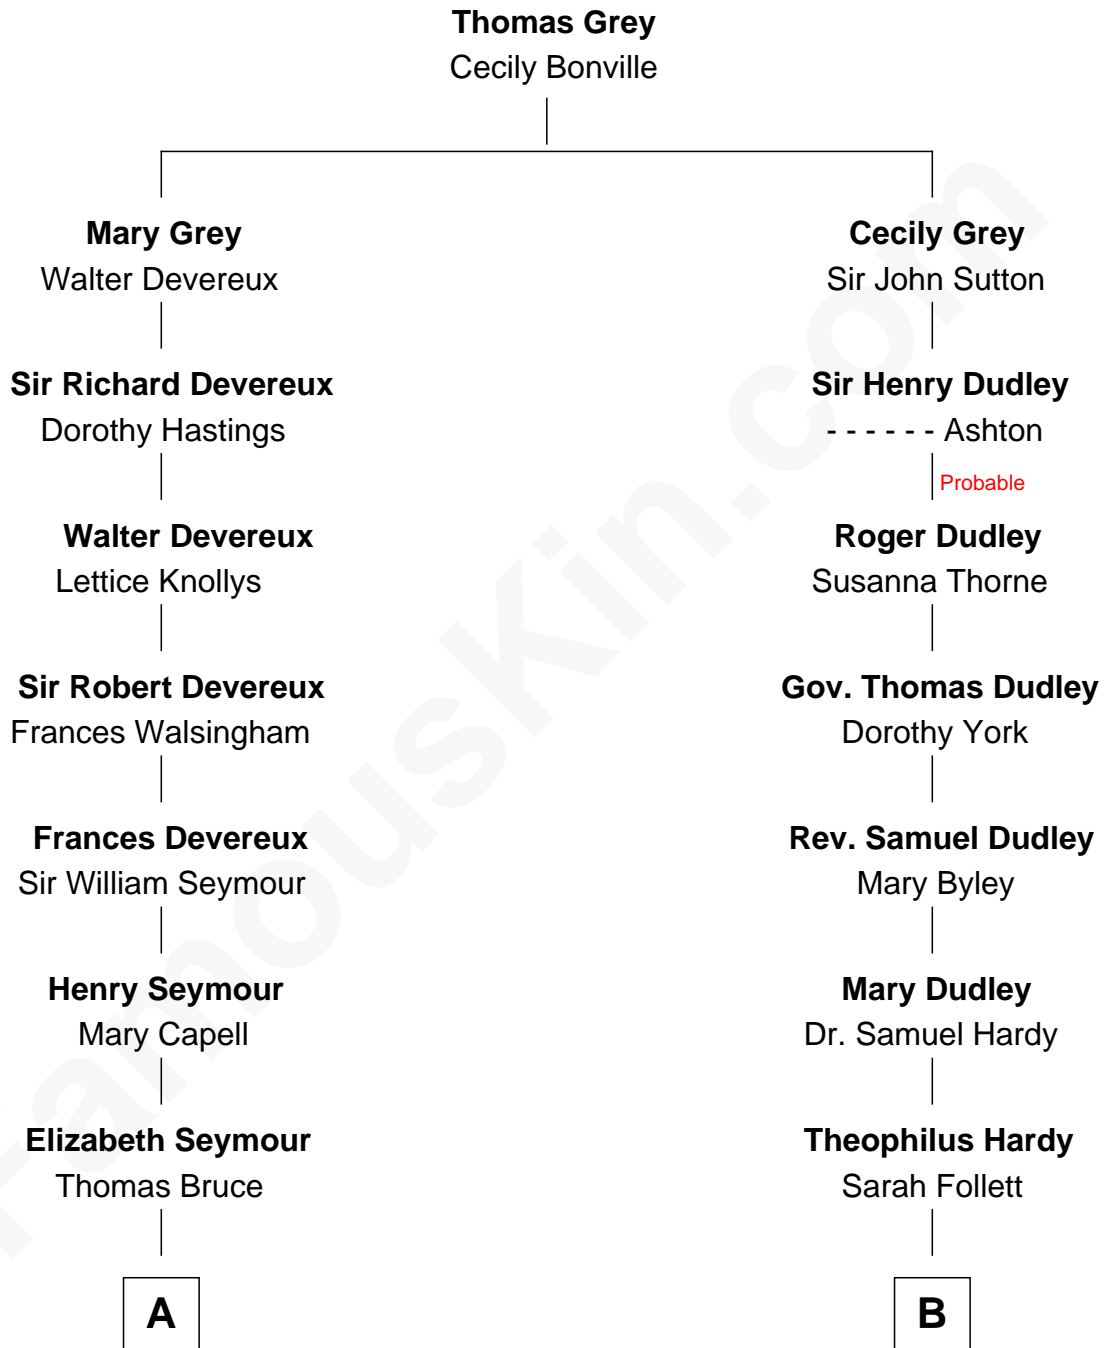 Thomas Grey
Cecily Bonville
Mary Grey
Walter Devereux
Sir Richard Devereux
Dorothy Hastings
Walter Devereux
Lettice Knollys
Sir Robert Devereux
Frances Walsingham
Frances Devereux
Sir William Seymour
Henry Seymour
Mary Capell
Elizabeth Seymour
Thomas Bruce
A
Cecily Grey
Sir John Sutton
Sir Henry Dudley
- - - - - - Ashton
Probable
Roger Dudley
Susanna Thorne
Gov. Thomas Dudley
Dorothy York
Rev. Samuel Dudley
Mary Byley
Mary Dudley
Dr. Samuel Hardy
Theophilus Hardy
Sarah Follett
B
FamousKin.com